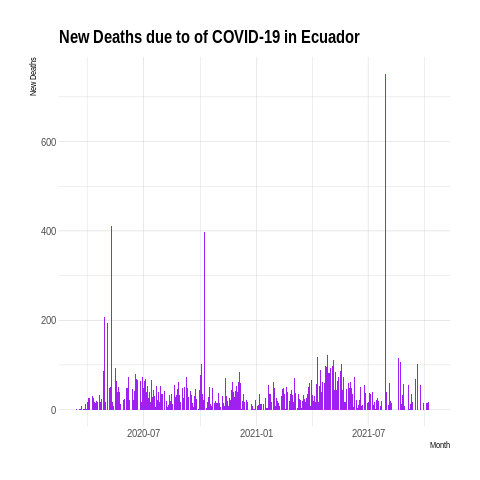 New Deaths due to of COVID-19 in Ecuador
New Deaths
600
400
200
0
2020-07
2021-01
2021-07
Month